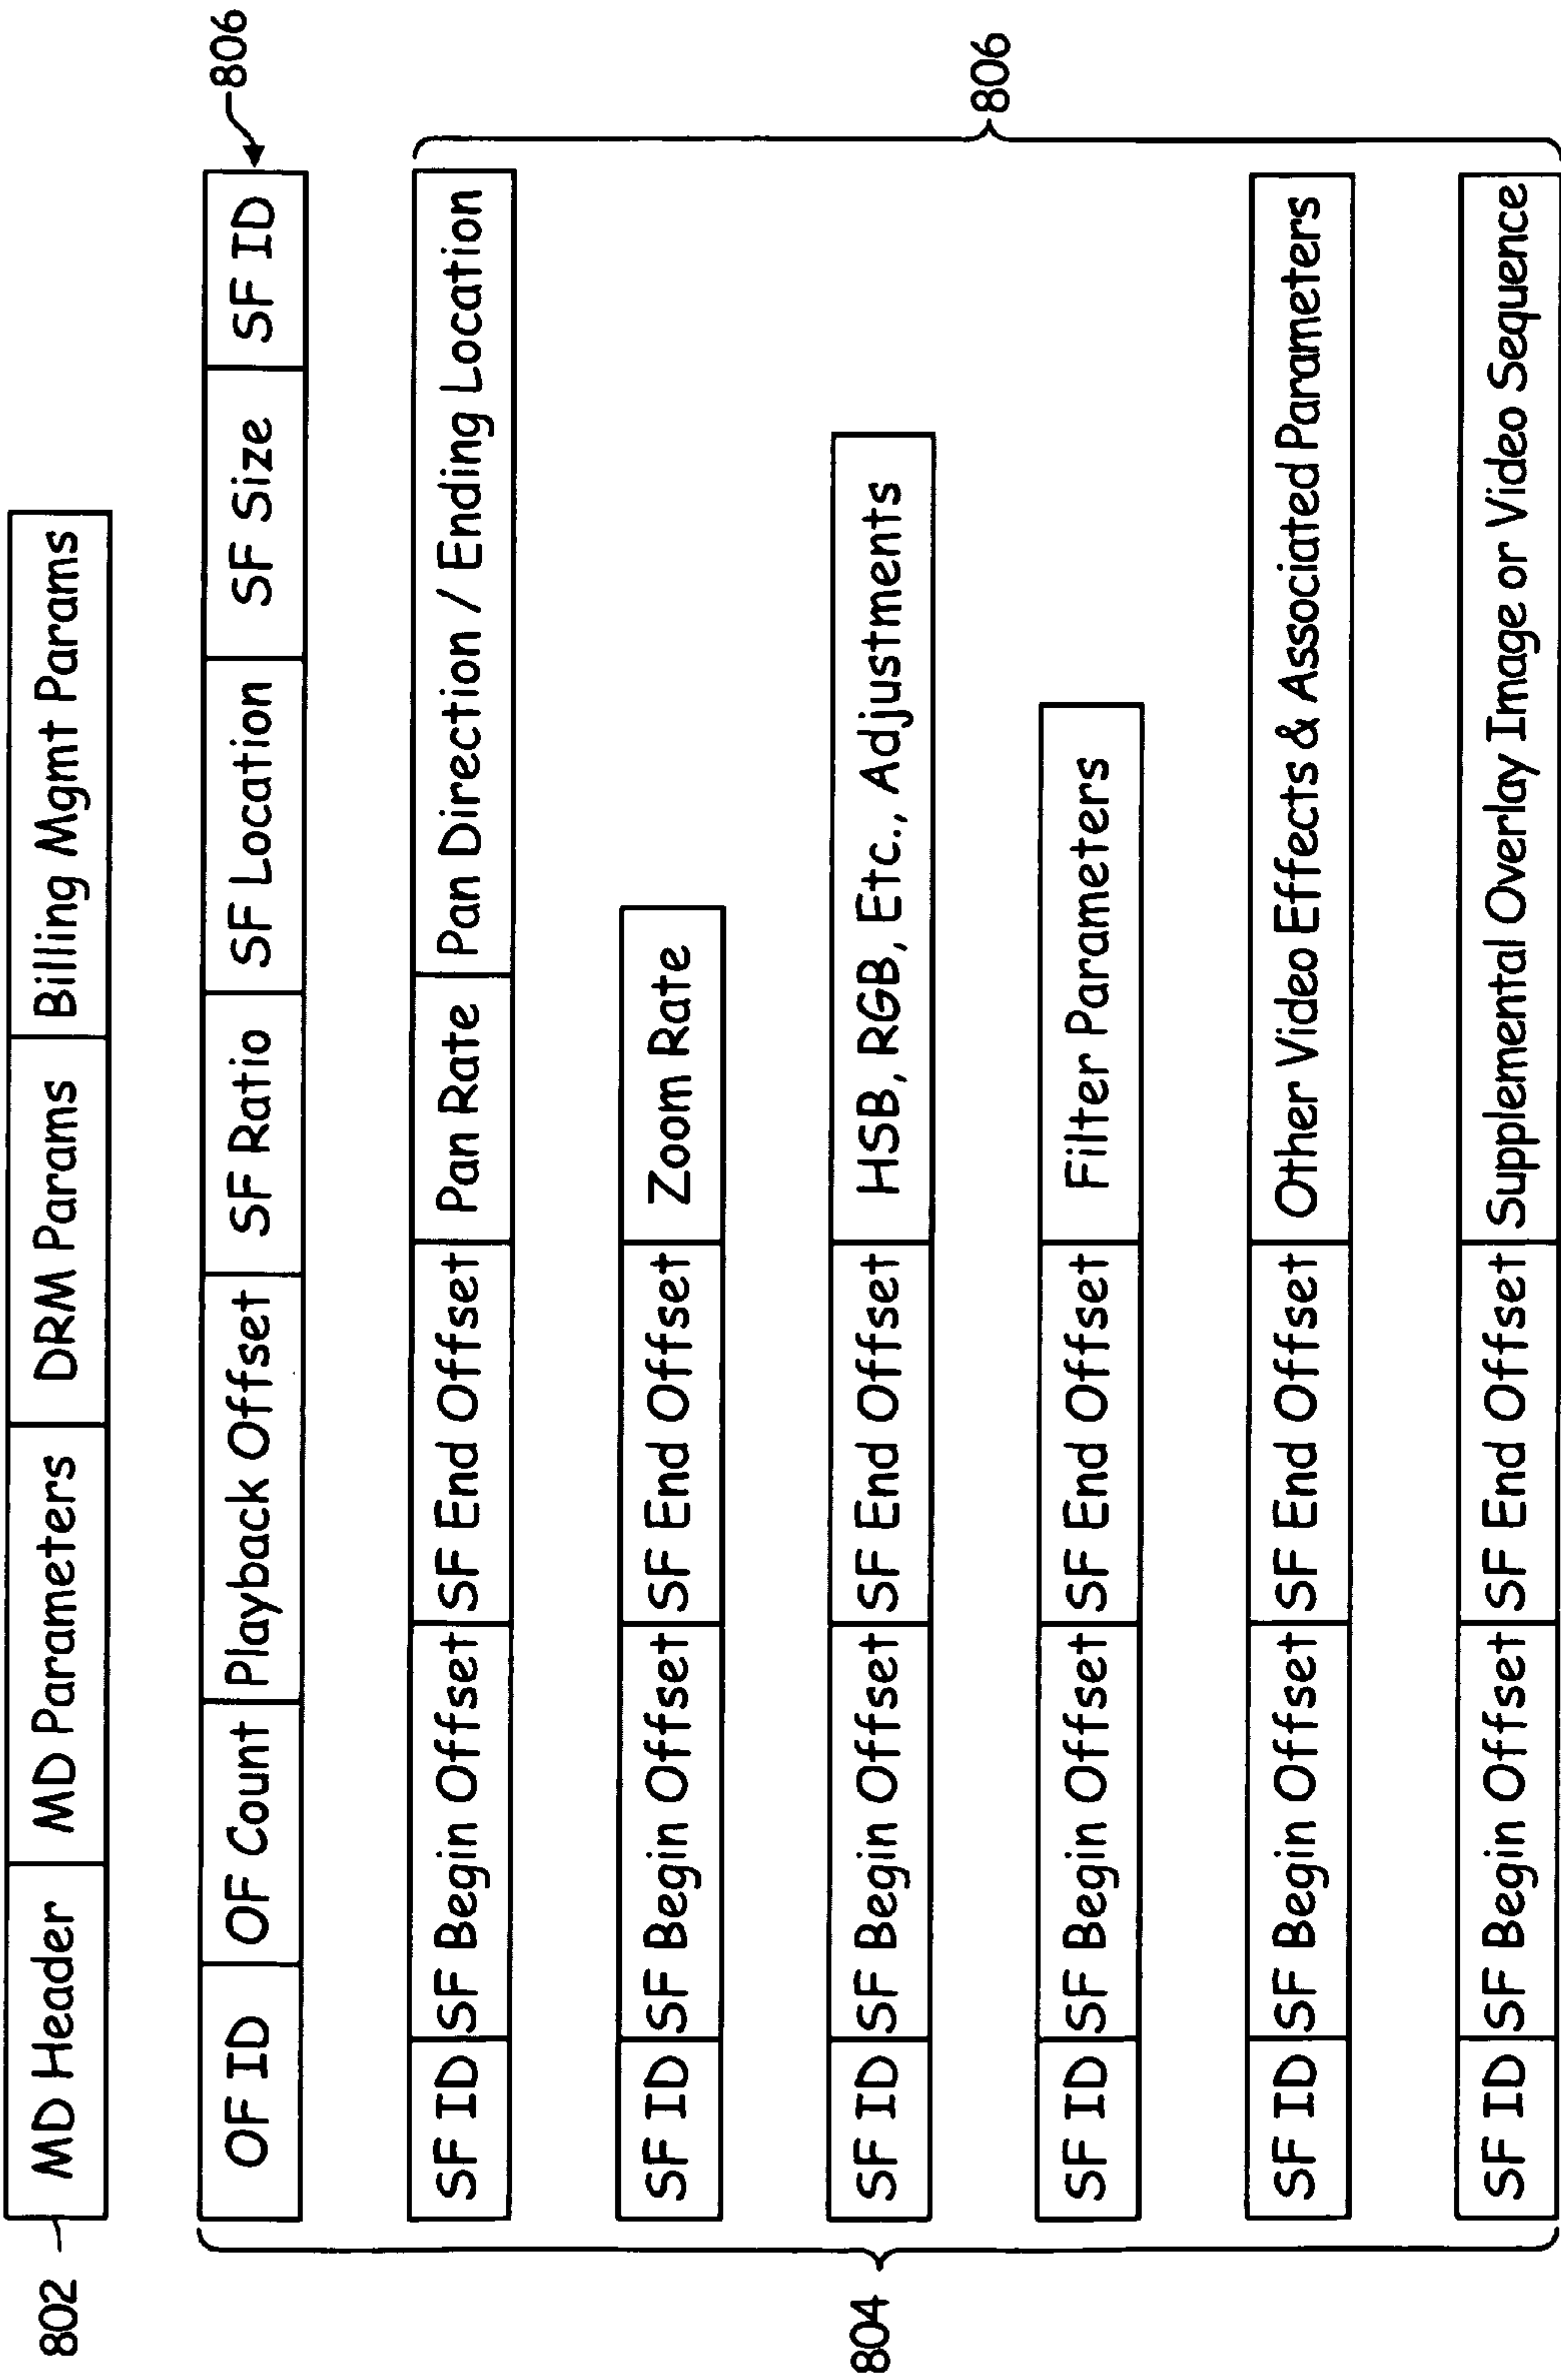 802 MD Header MD Parameters DRM Params Billing Mgmt Params
OF ID OF Count Playback Offset SF Ratio SF Location SF Size SF ID 806
SF ID SF Begin Offset SF End Offset Pan Rate Pan Direction / Ending Location
SF ID SF Begin Offset SF End Offset Zoom Rate
804 SF ID SF Begin Offset SF End Offset HSB, RGB, Etc., Adjustments
806
SF ID SF Begin Offset SF End Offset Filter Parameters
SF ID SF Begin Offset SF End Offset Other Video Effects & Associated Parameters
SF ID SF Begin Offset SF End Offset Supplemental Overlay Image or Video Sequence